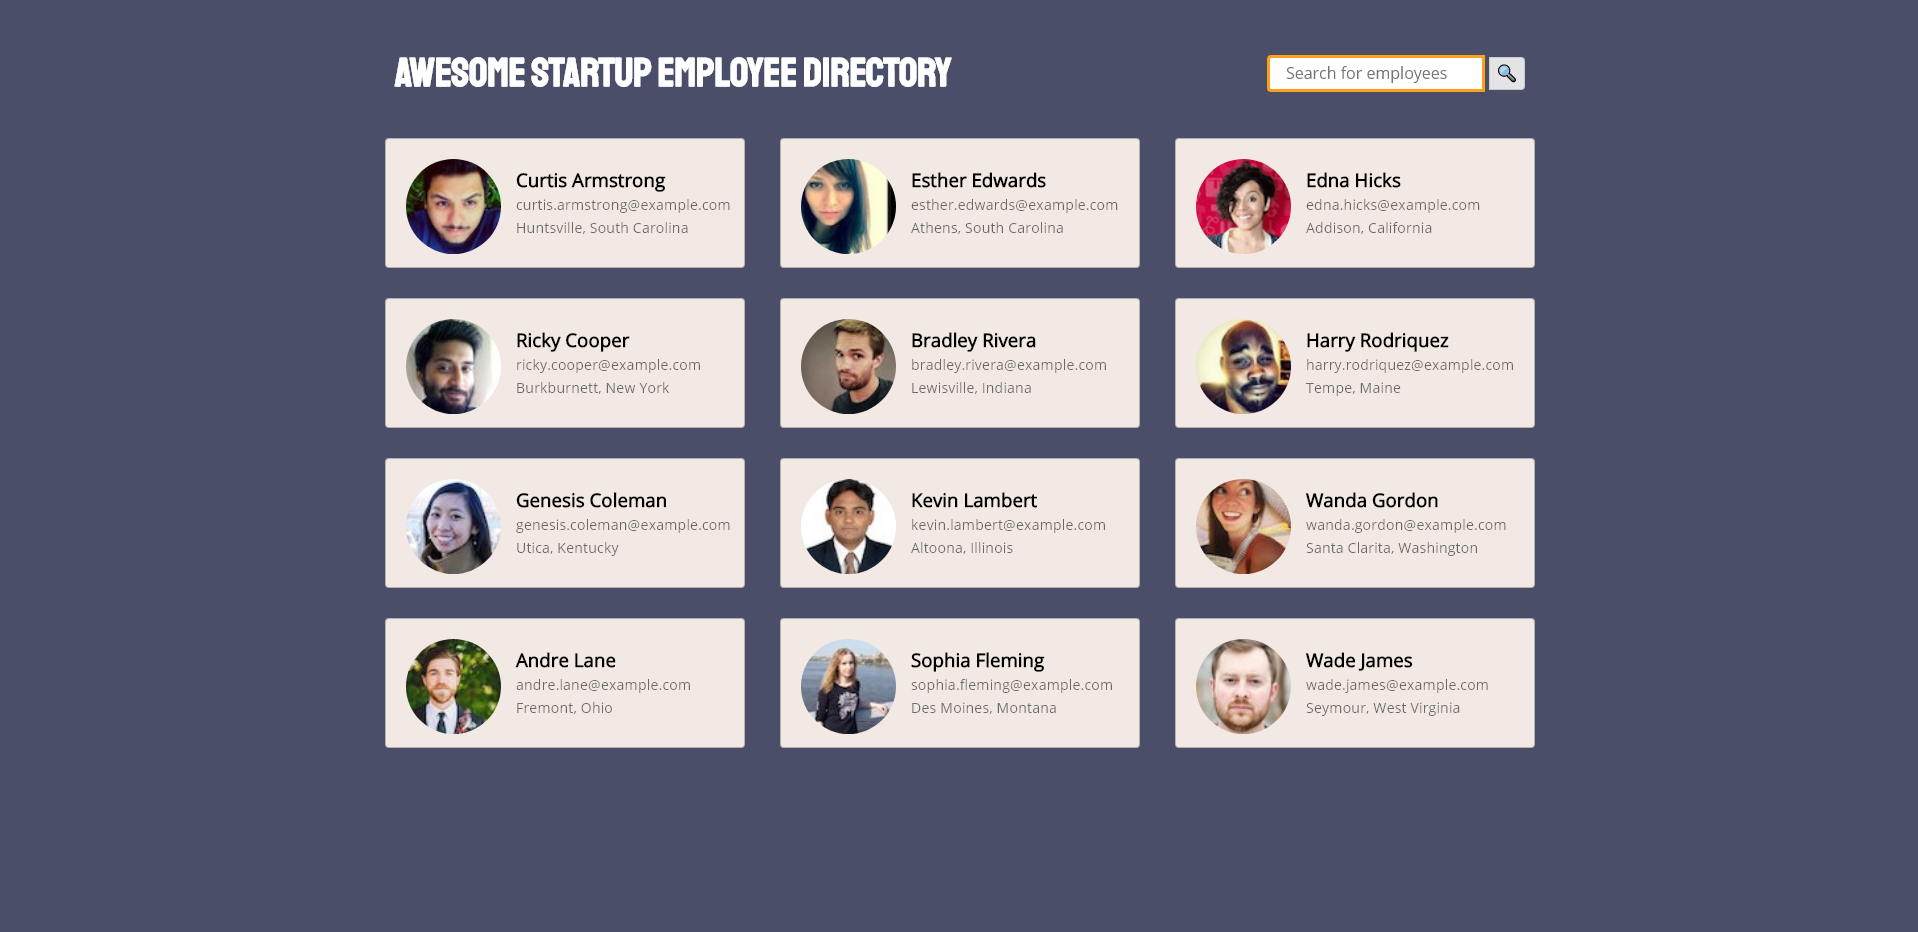 AWESOME STARTUP EMPLOYEE DIRECTORY
Search for employees
Curtis Armstrong
curtis.armstrong@example.com
Huntsville, South Carolina
Esther Edwards
esther.edwards@example.com
Athens, South Carolina
Edna Hicks
edna.hicks@example.com
Addison, California
Ricky Cooper
ricky.cooper@example.com
Burkburnett, New York
Bradley Rivera
bradley.rivera@example.com
Lewisville, Indiana
Harry Rodriquez
harry.rodriquez@example.com
Tempe, Maine
Genesis Coleman
genesis.coleman@example.com
Utica, Kentucky
Kevin Lambert
kevin.lambert@example.com
Altoona, Illinois
Wanda Gordon
wanda.gordon@example.com
Santa Clarita, Washington
Andre Lane
andre.lane@example.com
Fremont, Ohio
Sophia Fleming
sophia.fleming@example.com
Des Moines, Montana
Wade James
wade.james@example.com
Seymour, West Virginia